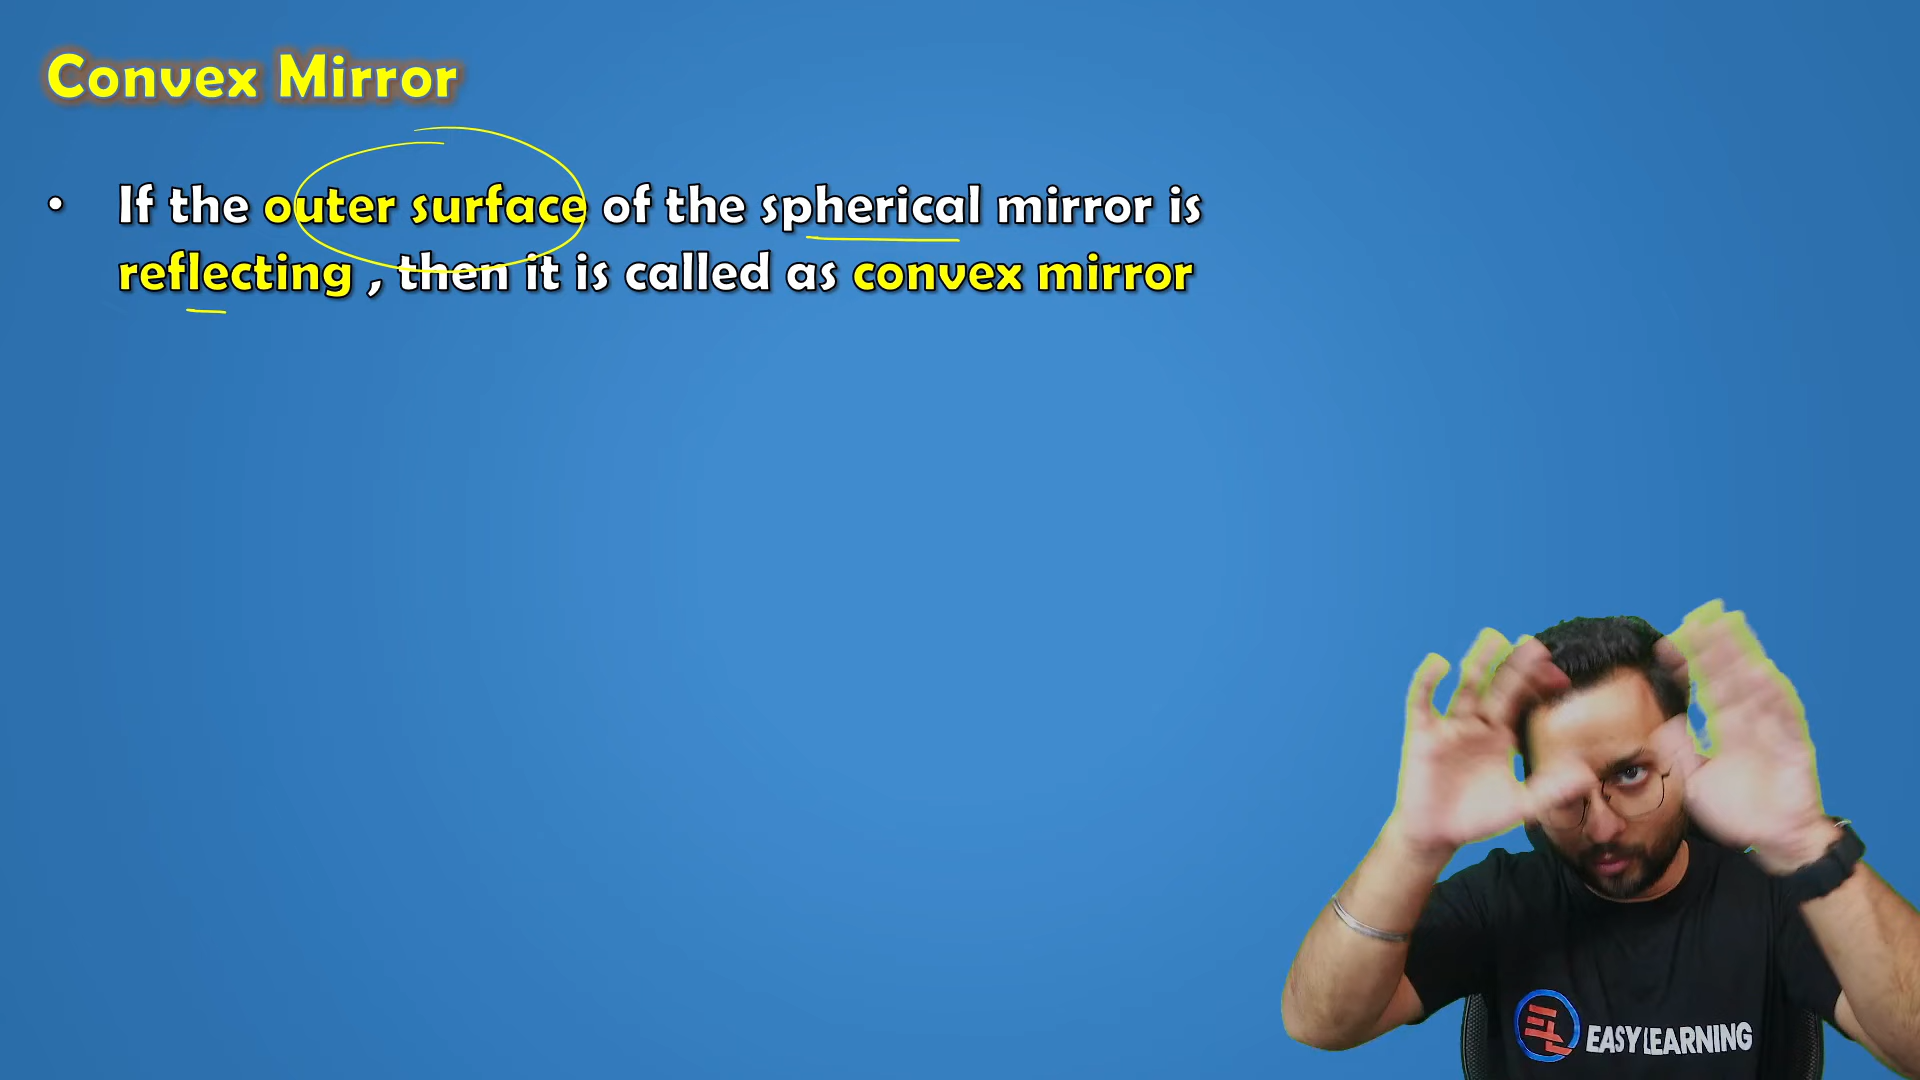 Convex Mirror
• If the outer surface of the spherical mirror is
reflecting , then it is called as convex mirror
EL EASY LEARNING